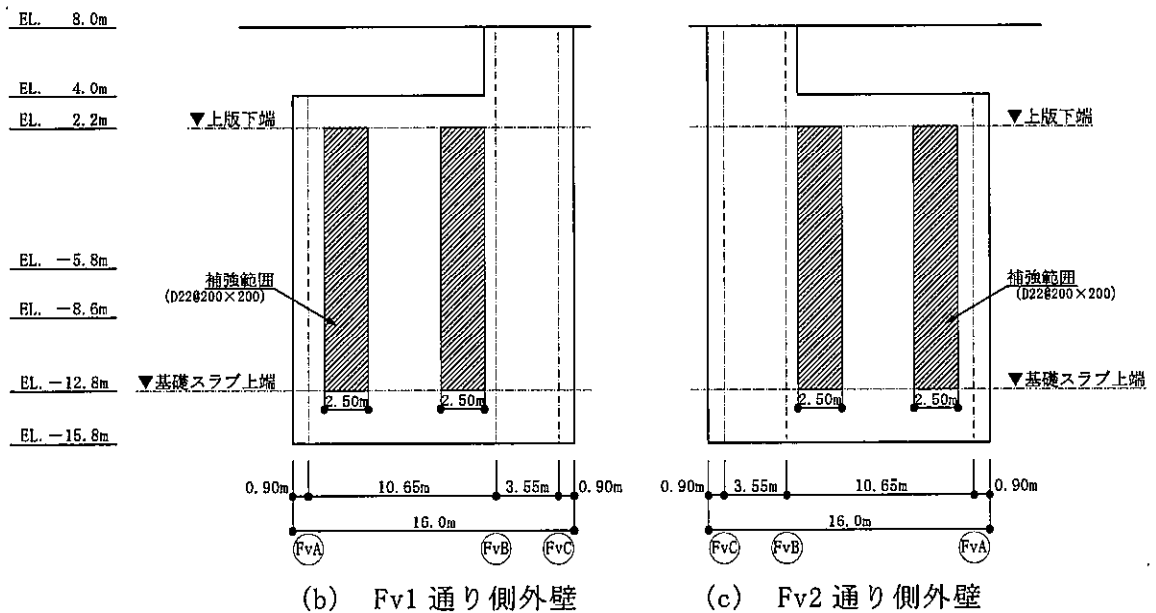 EL. 8.0m
EL. 4.0m
EL. 2.2m
EL. －5.8m
EL. －8.6m
EL. －12.8m
EL. －15.8m
▼上版下端
補強範囲
(D22@200×200)
▼基礎スラブ上端
2.50m 2.50m
0.90m 10.65m 3.55m 0.90m
16.0m
FvA FvB FvC
(b) Fv1 通り側外壁
▼上版下端
補強範囲
(D22@200×200)
▼基礎スラブ上端
2.50m 2.50m
0.90m 3.55m 10.65m 0.90m
16.0m
FvC FvB FvA
(c) Fv2 通り側外壁